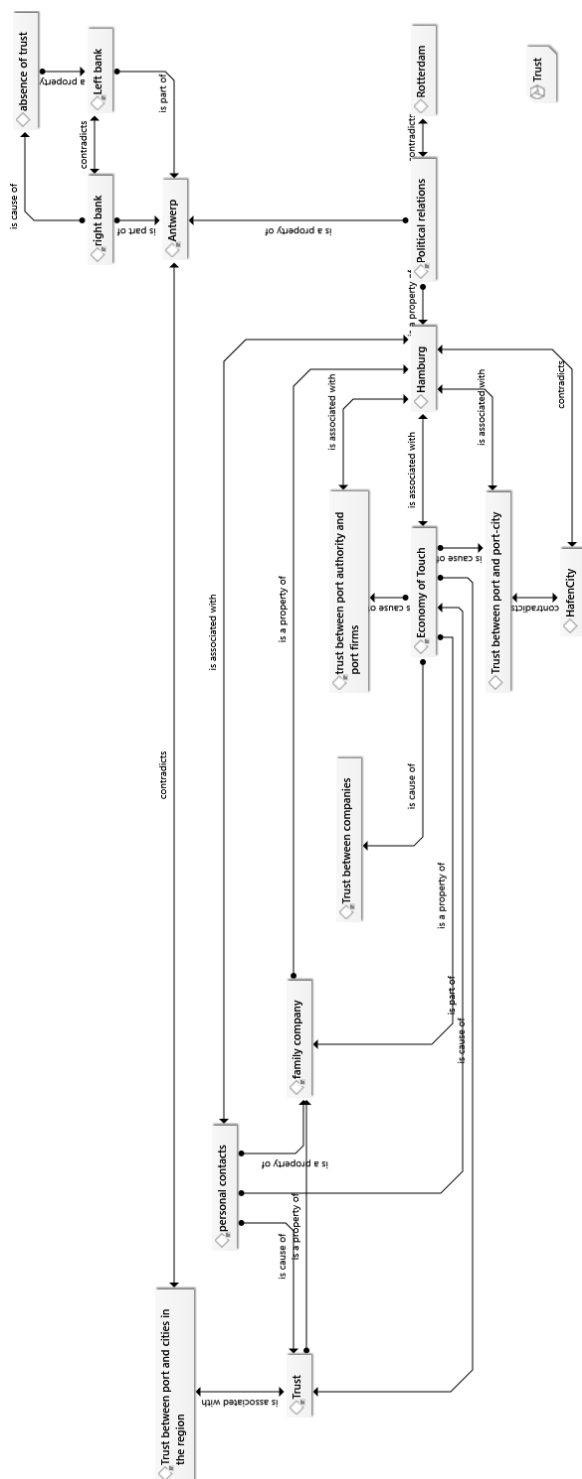 absence of trust
is a property
Left bank
is part of
is cause of
contradicts
right bank
is part of
Antwerp
is a property of
Rotterdam
contradicts
Political relations
is a property of
Trust
Hamburg
is associated with
is associated with
is associated with
contradicts
trust between port authority and
port firms
is cause of
Economy of Touch
is cause of
Trust between port and port-city
contradicts
HafenCity
is associated with
is a property of
contradicts
Trust between companies
is cause of
is a property of
is part of
is cause of
family company
personal contacts
is a property of
is cause of
is a property of
Trust between port and cities in
the region
is associated with
Trust